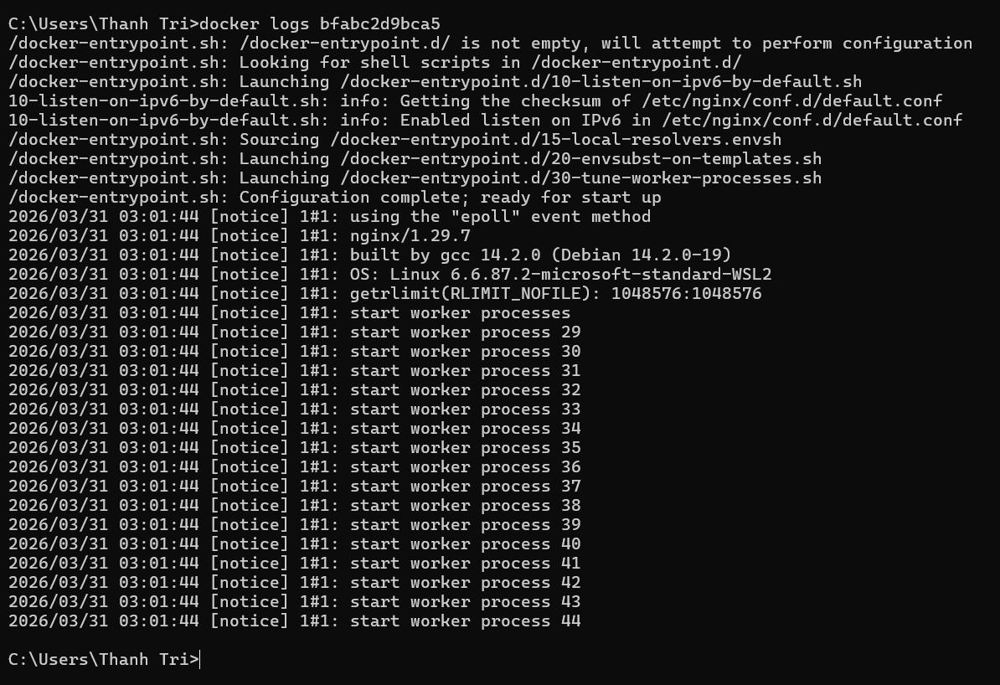 C:\Users\Thanh Tri>docker logs bfabc2d9bca5
/docker-entrypoint.sh: /docker-entrypoint.d/ is not empty, will attempt to perform configuration
/docker-entrypoint.sh: Looking for shell scripts in /docker-entrypoint.d/
/docker-entrypoint.sh: Launching /docker-entrypoint.d/10-listen-on-ipv6-by-default.sh
10-listen-on-ipv6-by-default.sh: info: Getting the checksum of /etc/nginx/conf.d/default.conf
10-listen-on-ipv6-by-default.sh: info: Enabled listen on IPv6 in /etc/nginx/conf.d/default.conf
/docker-entrypoint.sh: Sourcing /docker-entrypoint.d/15-local-resolvers.envsh
/docker-entrypoint.sh: Launching /docker-entrypoint.d/20-envsubst-on-templates.sh
/docker-entrypoint.sh: Launching /docker-entrypoint.d/30-tune-worker-processes.sh
/docker-entrypoint.sh: Configuration complete; ready for start up
2026/03/31 03:01:44 [notice] 1#1: using the "epoll" event method
2026/03/31 03:01:44 [notice] 1#1: nginx/1.29.7
2026/03/31 03:01:44 [notice] 1#1: built by gcc 14.2.0 (Debian 14.2.0-19)
2026/03/31 03:01:44 [notice] 1#1: OS: Linux 6.6.87.2-microsoft-standard-WSL2
2026/03/31 03:01:44 [notice] 1#1: getrlimit(RLIMIT_NOFILE): 1048576:1048576
2026/03/31 03:01:44 [notice] 1#1: start worker processes
2026/03/31 03:01:44 [notice] 1#1: start worker process 29
2026/03/31 03:01:44 [notice] 1#1: start worker process 30
2026/03/31 03:01:44 [notice] 1#1: start worker process 31
2026/03/31 03:01:44 [notice] 1#1: start worker process 32
2026/03/31 03:01:44 [notice] 1#1: start worker process 33
2026/03/31 03:01:44 [notice] 1#1: start worker process 34
2026/03/31 03:01:44 [notice] 1#1: start worker process 35
2026/03/31 03:01:44 [notice] 1#1: start worker process 36
2026/03/31 03:01:44 [notice] 1#1: start worker process 37
2026/03/31 03:01:44 [notice] 1#1: start worker process 38
2026/03/31 03:01:44 [notice] 1#1: start worker process 39
2026/03/31 03:01:44 [notice] 1#1: start worker process 40
2026/03/31 03:01:44 [notice] 1#1: start worker process 41
2026/03/31 03:01:44 [notice] 1#1: start worker process 42
2026/03/31 03:01:44 [notice] 1#1: start worker process 43
2026/03/31 03:01:44 [notice] 1#1: start worker process 44
C:\Users\Thanh Tri>